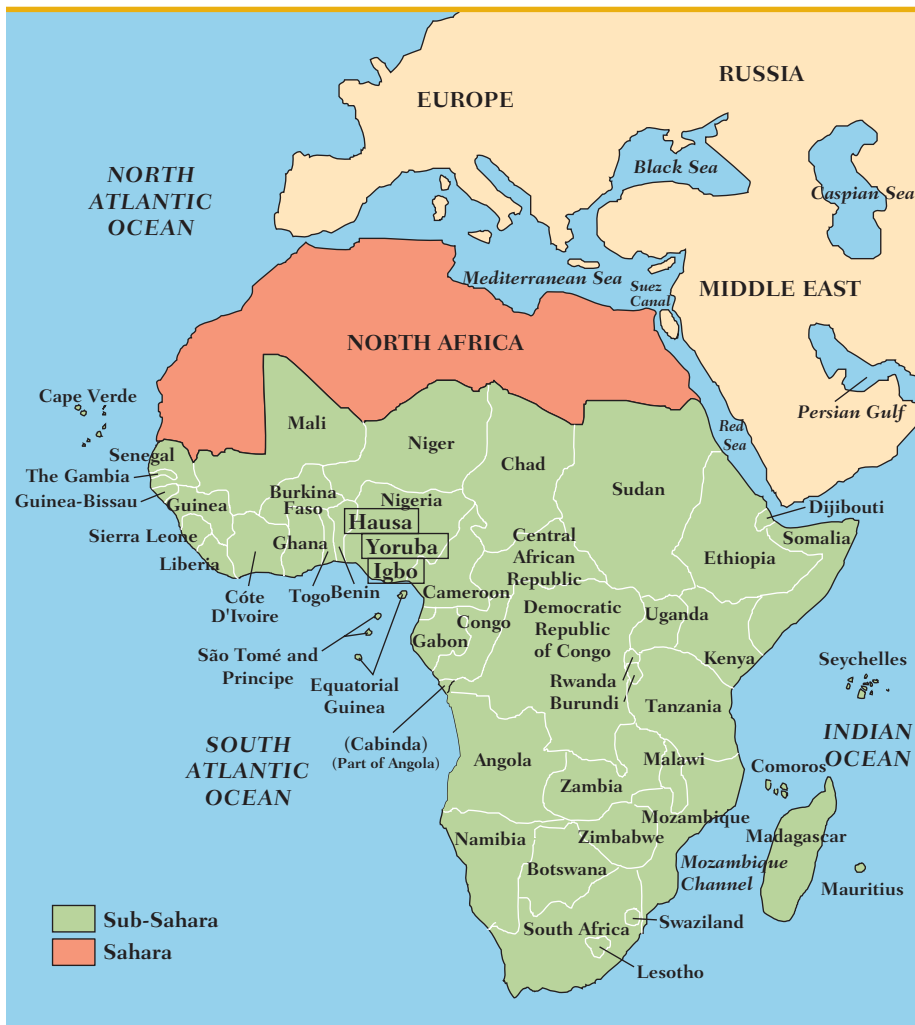 RUSSIA
EUROPE
Black Sea
Caspian Sea
NORTH
ATLANTIC
OCEAN
Mediterranean Sea
Suez
Canal
MIDDLE EAST
NORTH AFRICA
Persian Gulf
Red
Sea
Cape Verde
Mali
Niger
Chad
Senegal
The Gambia
Guinea-Bissau
Guinea
Burkina
Faso
Nigeria
Sudan
Djibouti
Hausa
Sierra Leone
Ghana
Yoruba
Central
African
Republic
Somalia
Ethiopia
Liberia
Igbo
Côte
D'Ivoire
Togo
Benin
Cameroon
Democratic
Republic
of Congo
Uganda
Congo
Gabon
São Tomé and
Principe
Kenya
Seychelles
Equatorial
Guinea
Rwanda
Burundi
Tanzania
(Cabinda)
(Part of Angola)
SOUTH
ATLANTIC
OCEAN
INDIAN
OCEAN
Angola
Malawi
Comoros
Zambia
Mozambique
Namibia
Zimbabwe
Madagascar
Botswana
Mozambique
Channel
Mauritius
Sub-Sahara
Sahara
South Africa
Swaziland
Lesotho